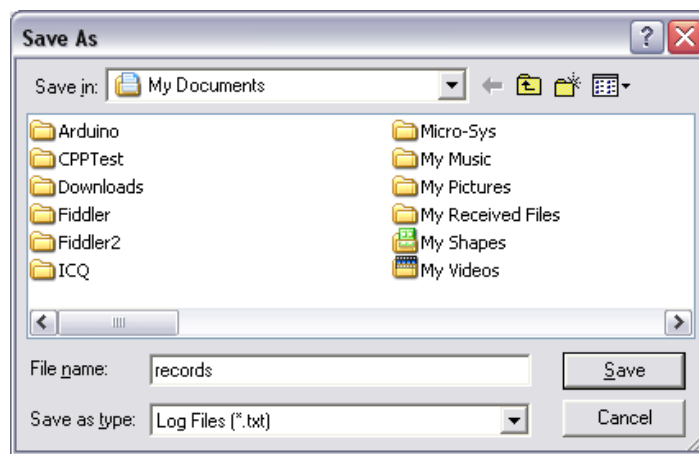 Save As
Save in: My Documents
Arduino
CPPTest
Downloads
Fiddler
Fiddler2
ICQ
Micro-Sys
My Music
My Pictures
My Received Files
My Shapes
My Videos
File name: records
Save
Save as type: Log Files (*.txt)
Cancel